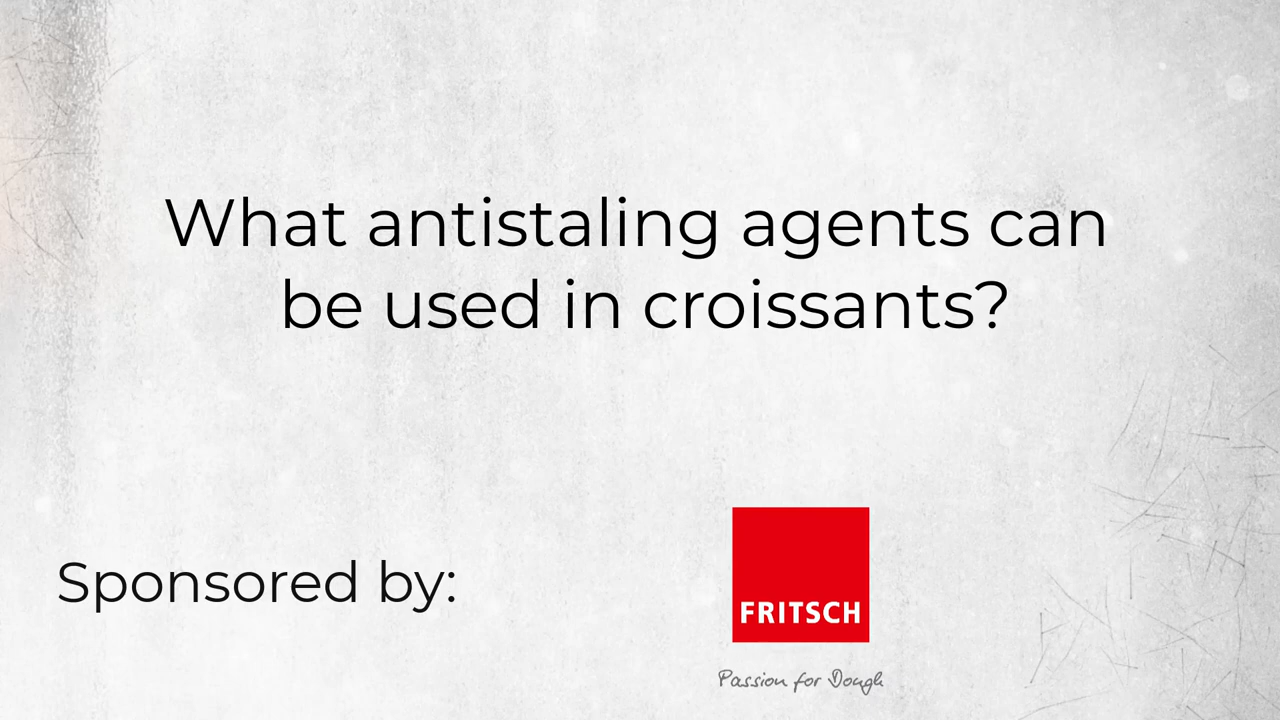 What antistaling agents can
be used in croissants?
Sponsored by:
FRITSCH
Passion for Dough